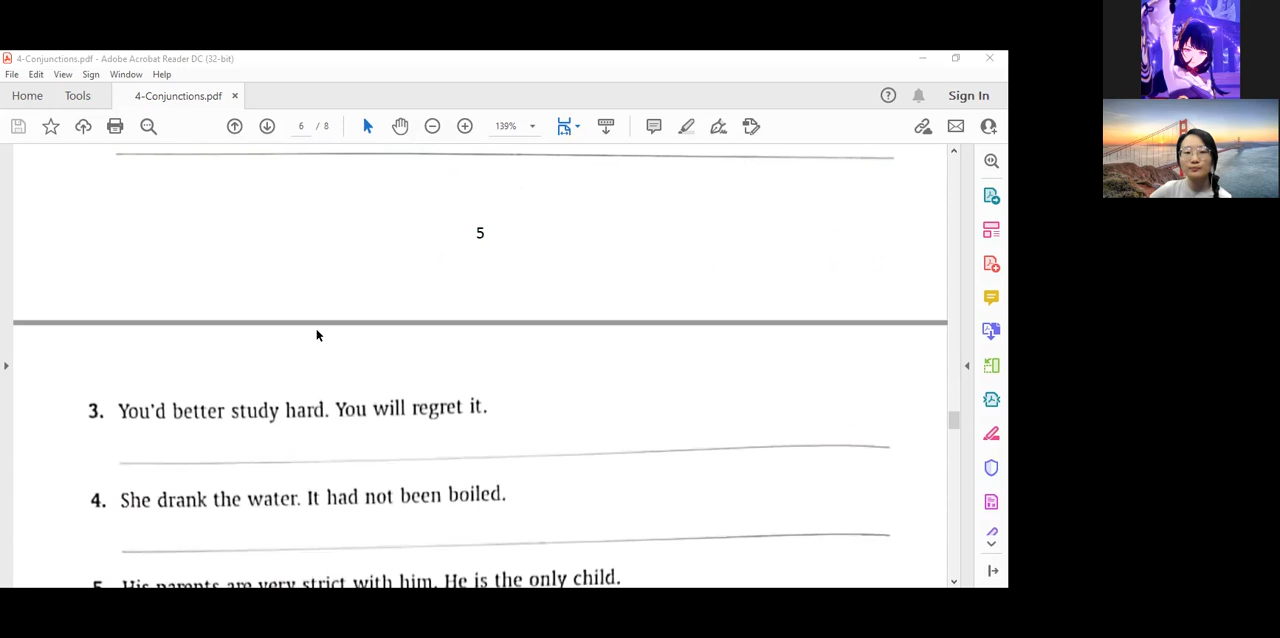 4-Conjunctions.pdf - Adobe Acrobat Reader DC (32-bit)
File Edit View Sign Window Help
Home Tools 4-Conjunctions.pdf × Sign In
6 / 8 139%
5
3. You'd better study hard. You will regret it.
4. She drank the water. It had not been boiled.
5. His parents are very strict with him. He is the only child.